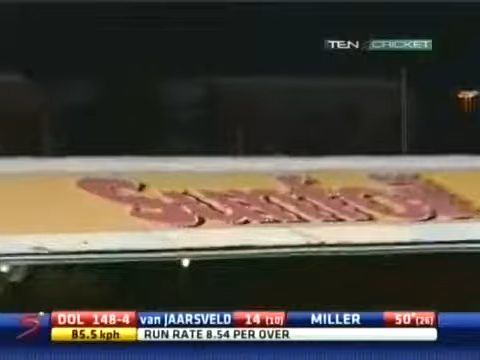 TEN CRICKET
DOL 148-4 van JAARSVELD 14 (10) MILLER 50* (26)
85.5 kph RUN RATE 8.54 PER OVER